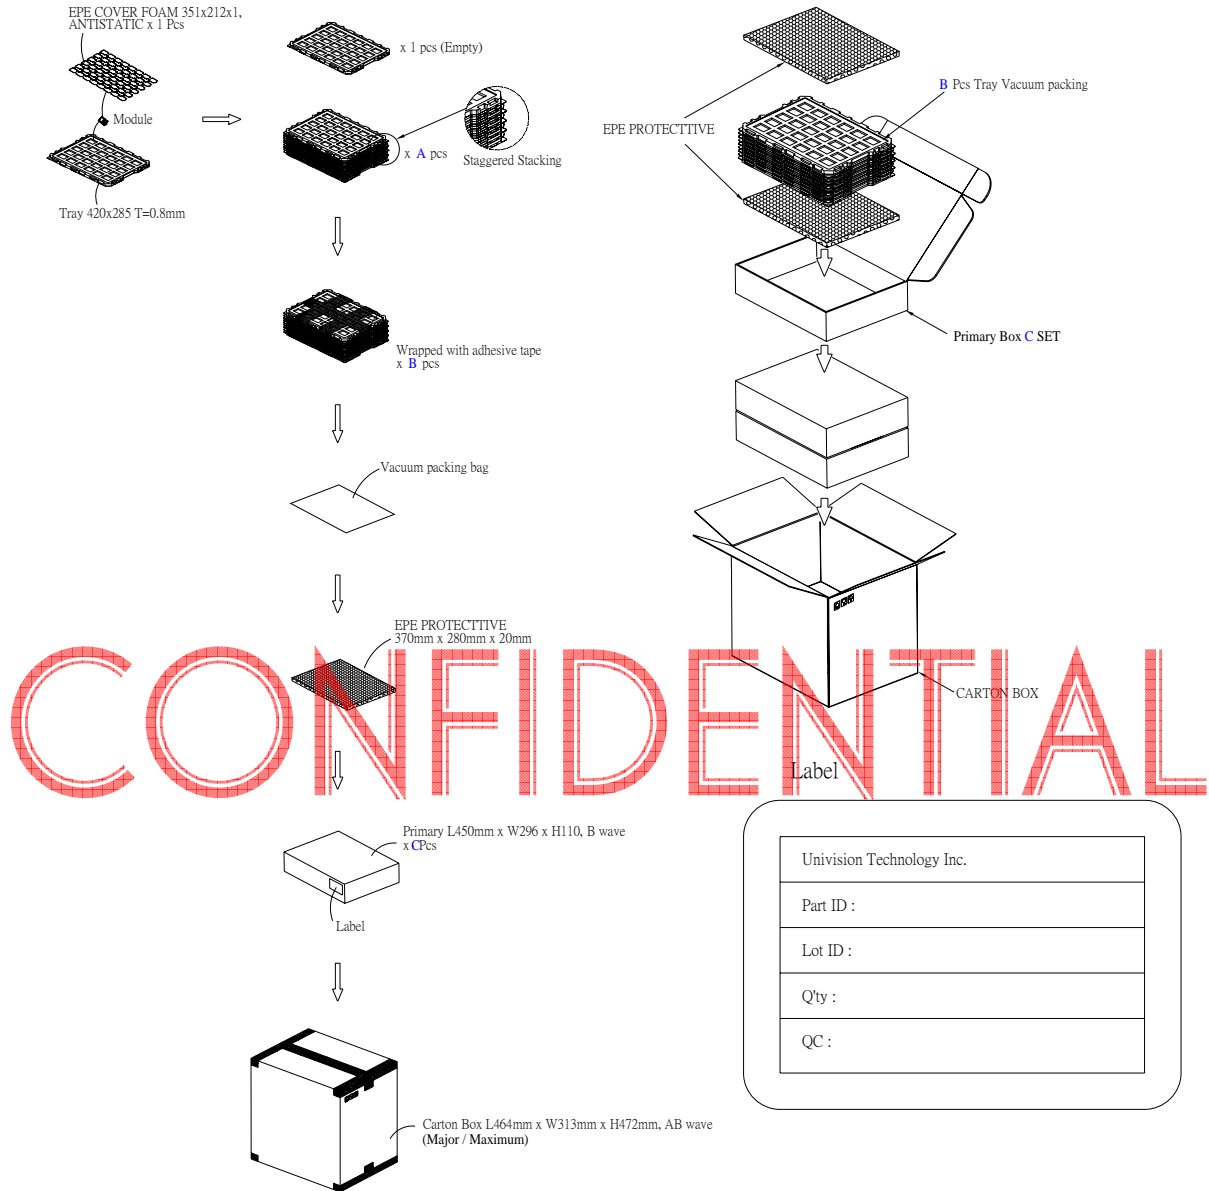 EPE COVER FOAM 351x212x1,
ANTISTATIC x 1 Pcs
Module
Tray 420x285 T=0.8mm
x 1 pcs (Empty)
x A pcs
Staggered Stacking
Wrapped with adhesive tape
x B pcs
Vacuum packing bag
EPE PROTECTTIVE
370mm x 280mm x 20mm
Primary L450mm x W296 x H110, B wave
x CPcs
Label
Carton Box L464mm x W313mm x H472mm, AB wave
(Major / Maximum)
B Pcs Tray Vacuum packing
EPE PROTECTTIVE
Primary Box C SET
CARTON BOX
CONFIDENTIAL
Label
Univision Technology Inc.
Part ID :
Lot ID :
Q'ty :
QC :